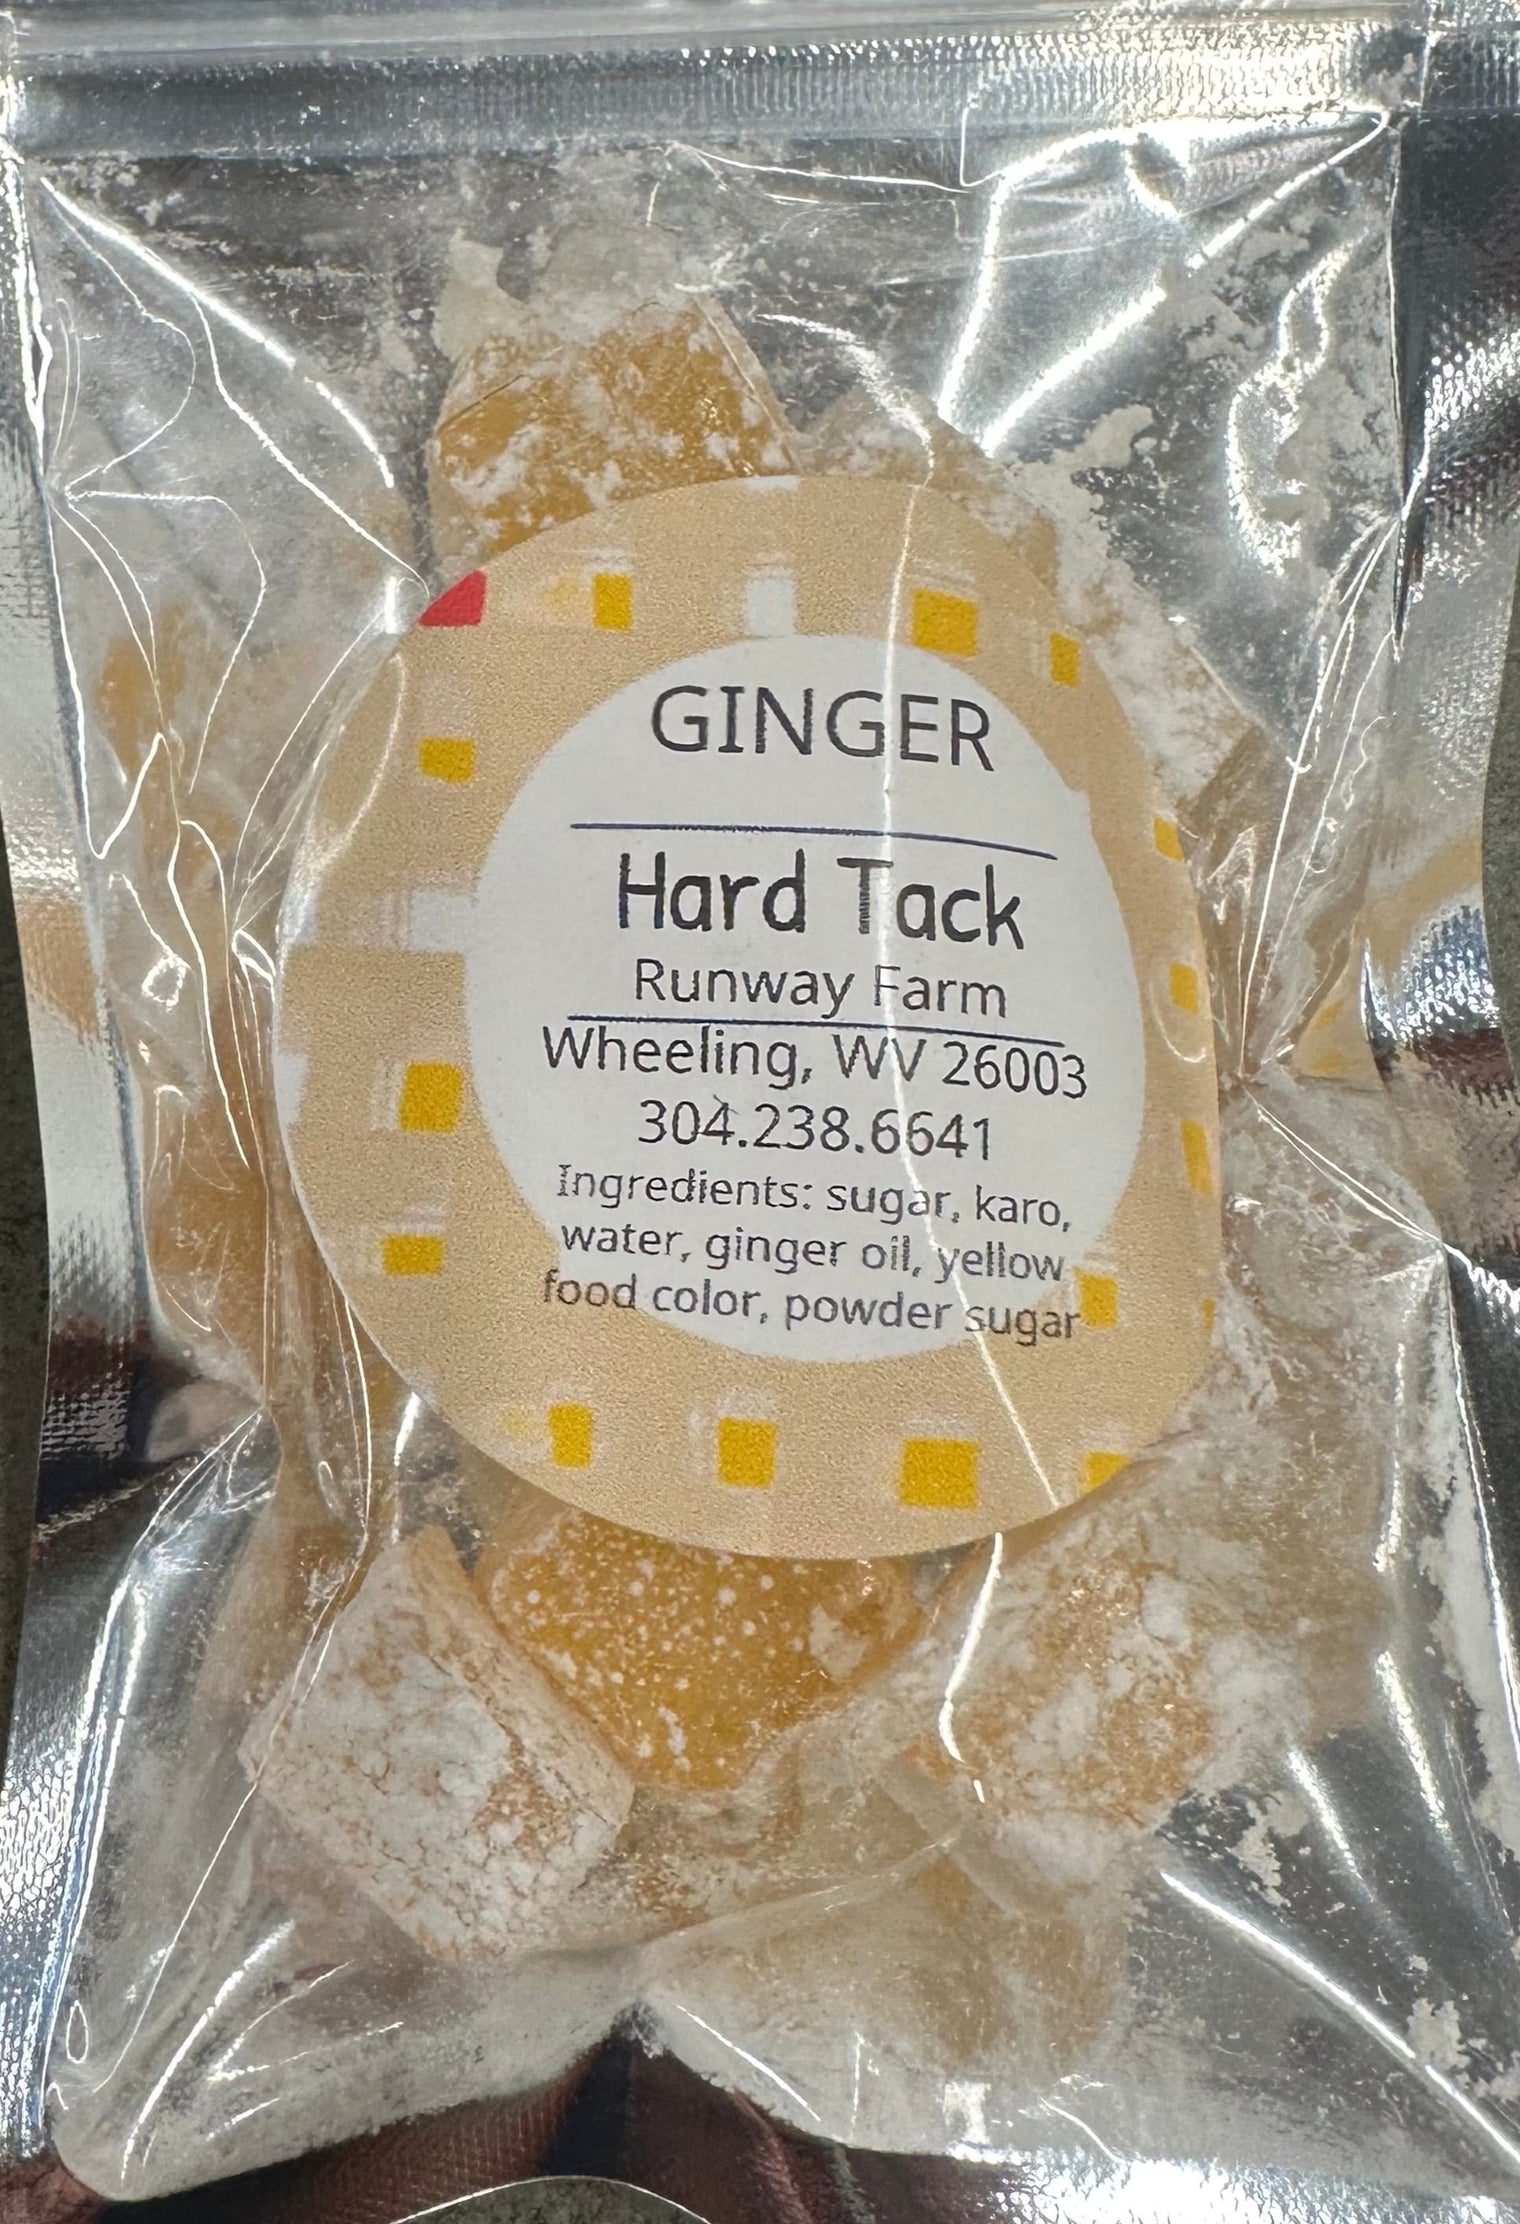 GINGER
Hard Tack
Runway Farm
Wheeling, WV 26003
304.238.6641
Ingredients: sugar, karo,
water, ginger oil, yellow
food color, powder sugar